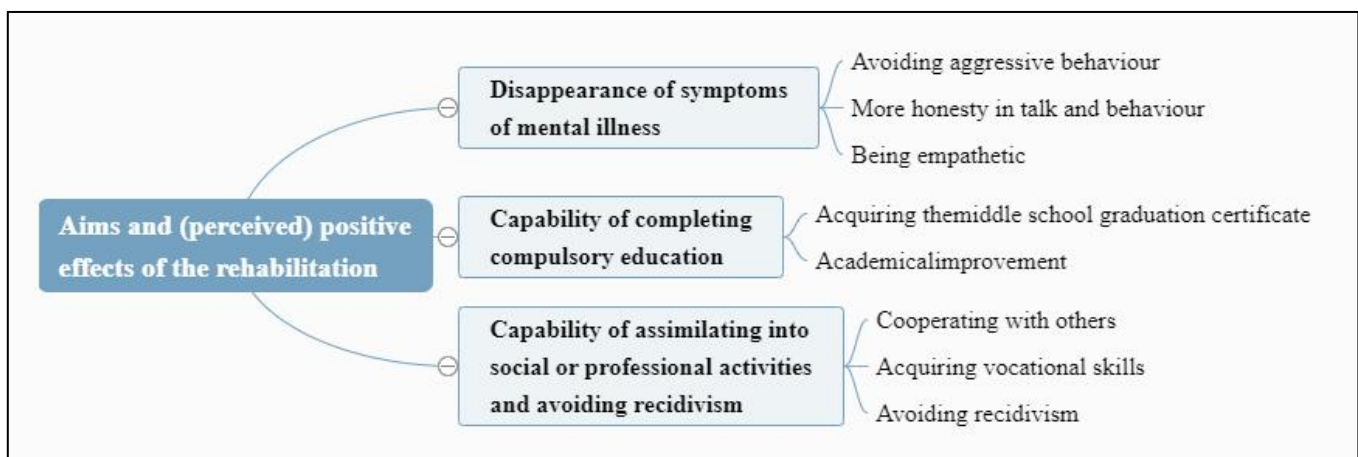 Aims and (perceived) positive
effects of the rehabilitation
Disappearance of symptoms
of mental illness
Avoiding aggressive behaviour
More honesty in talk and behaviour
Being empathetic
Capability of completing
compulsory education
Acquiring themiddle school graduation certificate
Academicalimprovement
Capability of assimilating into
social or professional activities
and avoiding recidivism
Cooperating with others
Acquiring vocational skills
Avoiding recidivism